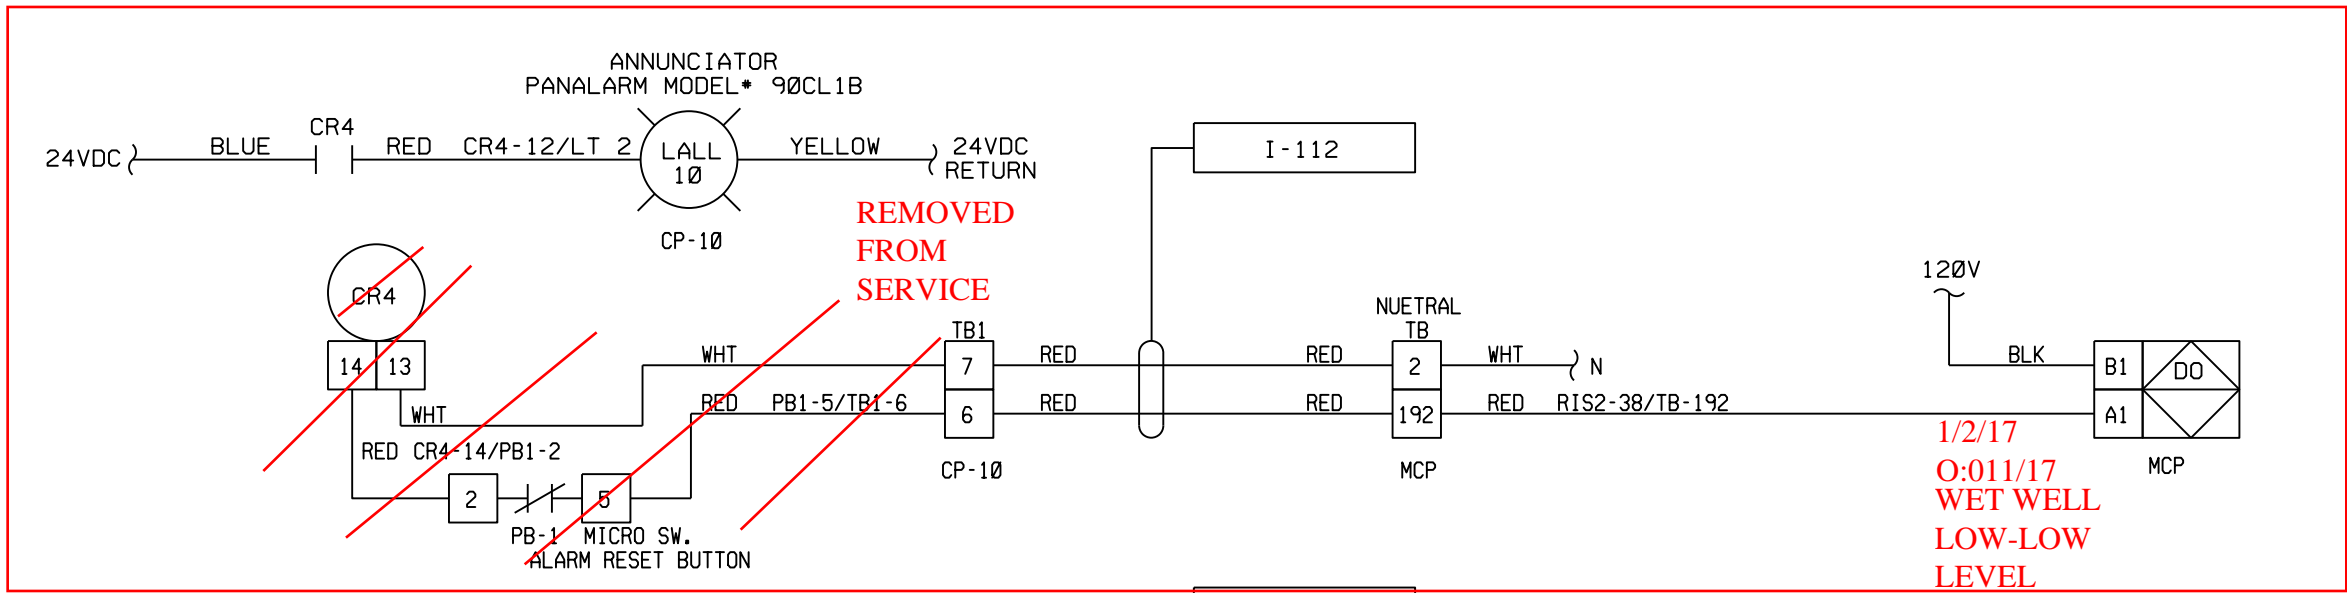 ANNUNCIATOR
PANALARM MODEL# 90CL1B
24VDC
BLUE
CR4
RED
CR4-12/LT 2
LALL
10
YELLOW
24VDC
RETURN
CP-10
I-112
REMOVED
FROM
SERVICE
CR4
14
13
WHT
WHT
RED CR4-14/PB1-2
2
5
PB-1 MICRO SW.
ALARM RESET BUTTON
RED
PB1-5/TB1-6
TB1
7
6
CP-10
RED
RED
RED
RED
NUETRAL
TB
2
192
MCP
WHT
N
RED
RIS2-38/TB-192
120V
BLK
B1
DO
A1
MCP
1/2/17
O:011/17
WET WELL
LOW-LOW
LEVEL